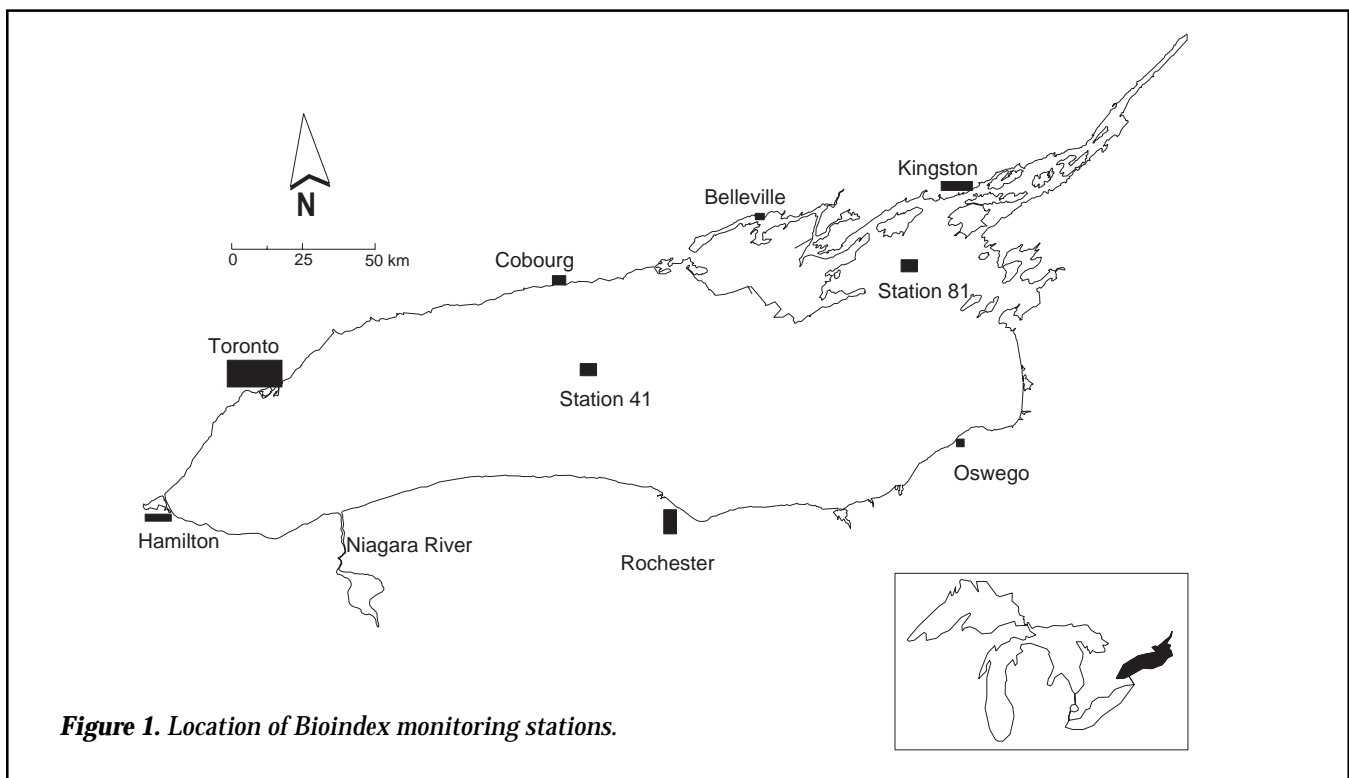 Kingston
Belleville
N
0 25 50 km
Cobourg
Station 81
Toronto
Station 41
Oswego
Hamilton
Niagara River
Rochester
Figure 1. Location of Bioindex monitoring stations.